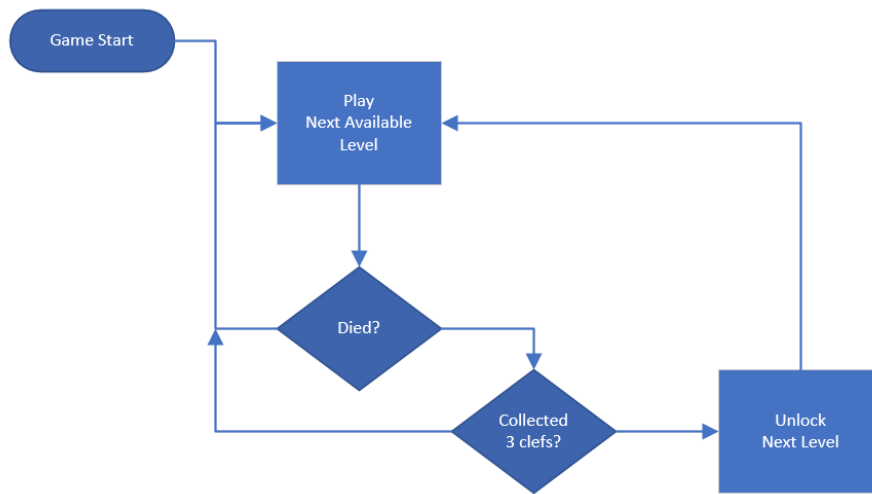 Game Start
Play
Next Available
Level
Died?
Collected
3 clefs?
Unlock
Next Level